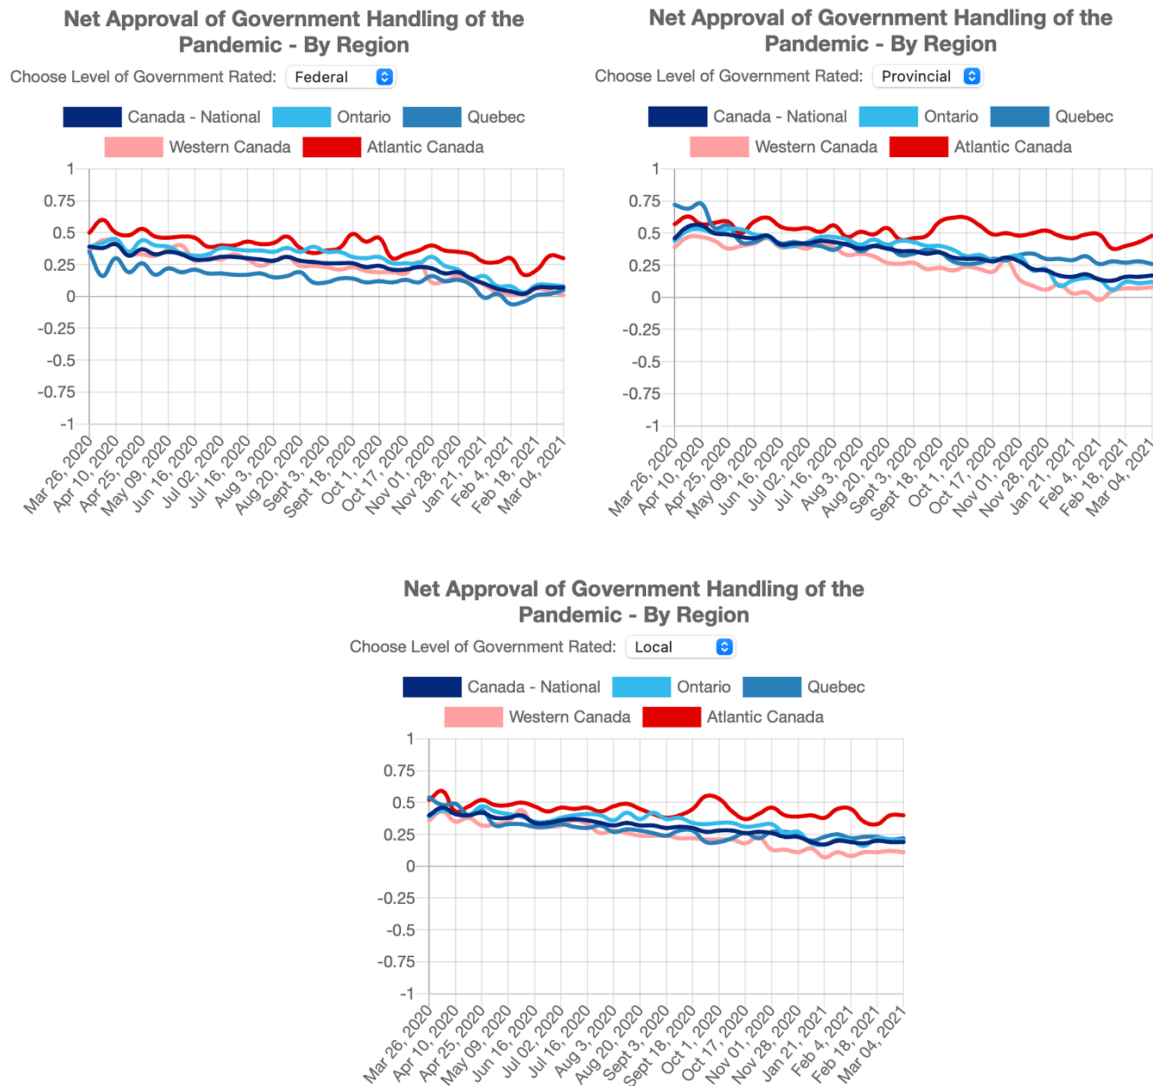 Net Approval of Government Handling of the
Pandemic - By Region
Choose Level of Government Rated: Federal
Canada - National Ontario Quebec
Western Canada Atlantic Canada
1
0.75
0.5
0.25
0
-0.25
-0.5
-0.75
-1
Mar 26, 2020
Apr 10, 2020
Apr 25, 2020
May 09, 2020
Jun 16, 2020
Jul 02, 2020
Jul 16, 2020
Aug 3, 2020
Aug 20, 2020
Sept 3, 2020
Sept 18, 2020
Oct 1, 2020
Oct 17, 2020
Nov 01, 2020
Nov 28, 2020
Jan 21, 2021
Feb 4, 2021
Feb 18, 2021
Mar 04, 2021
Net Approval of Government Handling of the
Pandemic - By Region
Choose Level of Government Rated: Provincial
Canada - National Ontario Quebec
Western Canada Atlantic Canada
1
0.75
0.5
0.25
0
-0.25
-0.5
-0.75
-1
Mar 26, 2020
Apr 10, 2020
Apr 25, 2020
May 09, 2020
Jun 16, 2020
Jul 02, 2020
Jul 16, 2020
Aug 3, 2020
Aug 20, 2020
Sept 3, 2020
Sept 18, 2020
Oct 1, 2020
Oct 17, 2020
Nov 01, 2020
Nov 28, 2020
Jan 21, 2021
Feb 4, 2021
Feb 18, 2021
Mar 04, 2021
Net Approval of Government Handling of the
Pandemic - By Region
Choose Level of Government Rated: Local
Canada - National Ontario Quebec
Western Canada Atlantic Canada
1
0.75
0.5
0.25
0
-0.25
-0.5
-0.75
-1
Mar 26, 2020
Apr 10, 2020
Apr 25, 2020
May 09, 2020
Jun 16, 2020
Jul 02, 2020
Jul 16, 2020
Aug 3, 2020
Aug 20, 2020
Sept 3, 2020
Sept 18, 2020
Oct 1, 2020
Oct 17, 2020
Nov 01, 2020
Nov 28, 2020
Jan 21, 2021
Feb 4, 2021
Feb 18, 2021
Mar 04, 2021